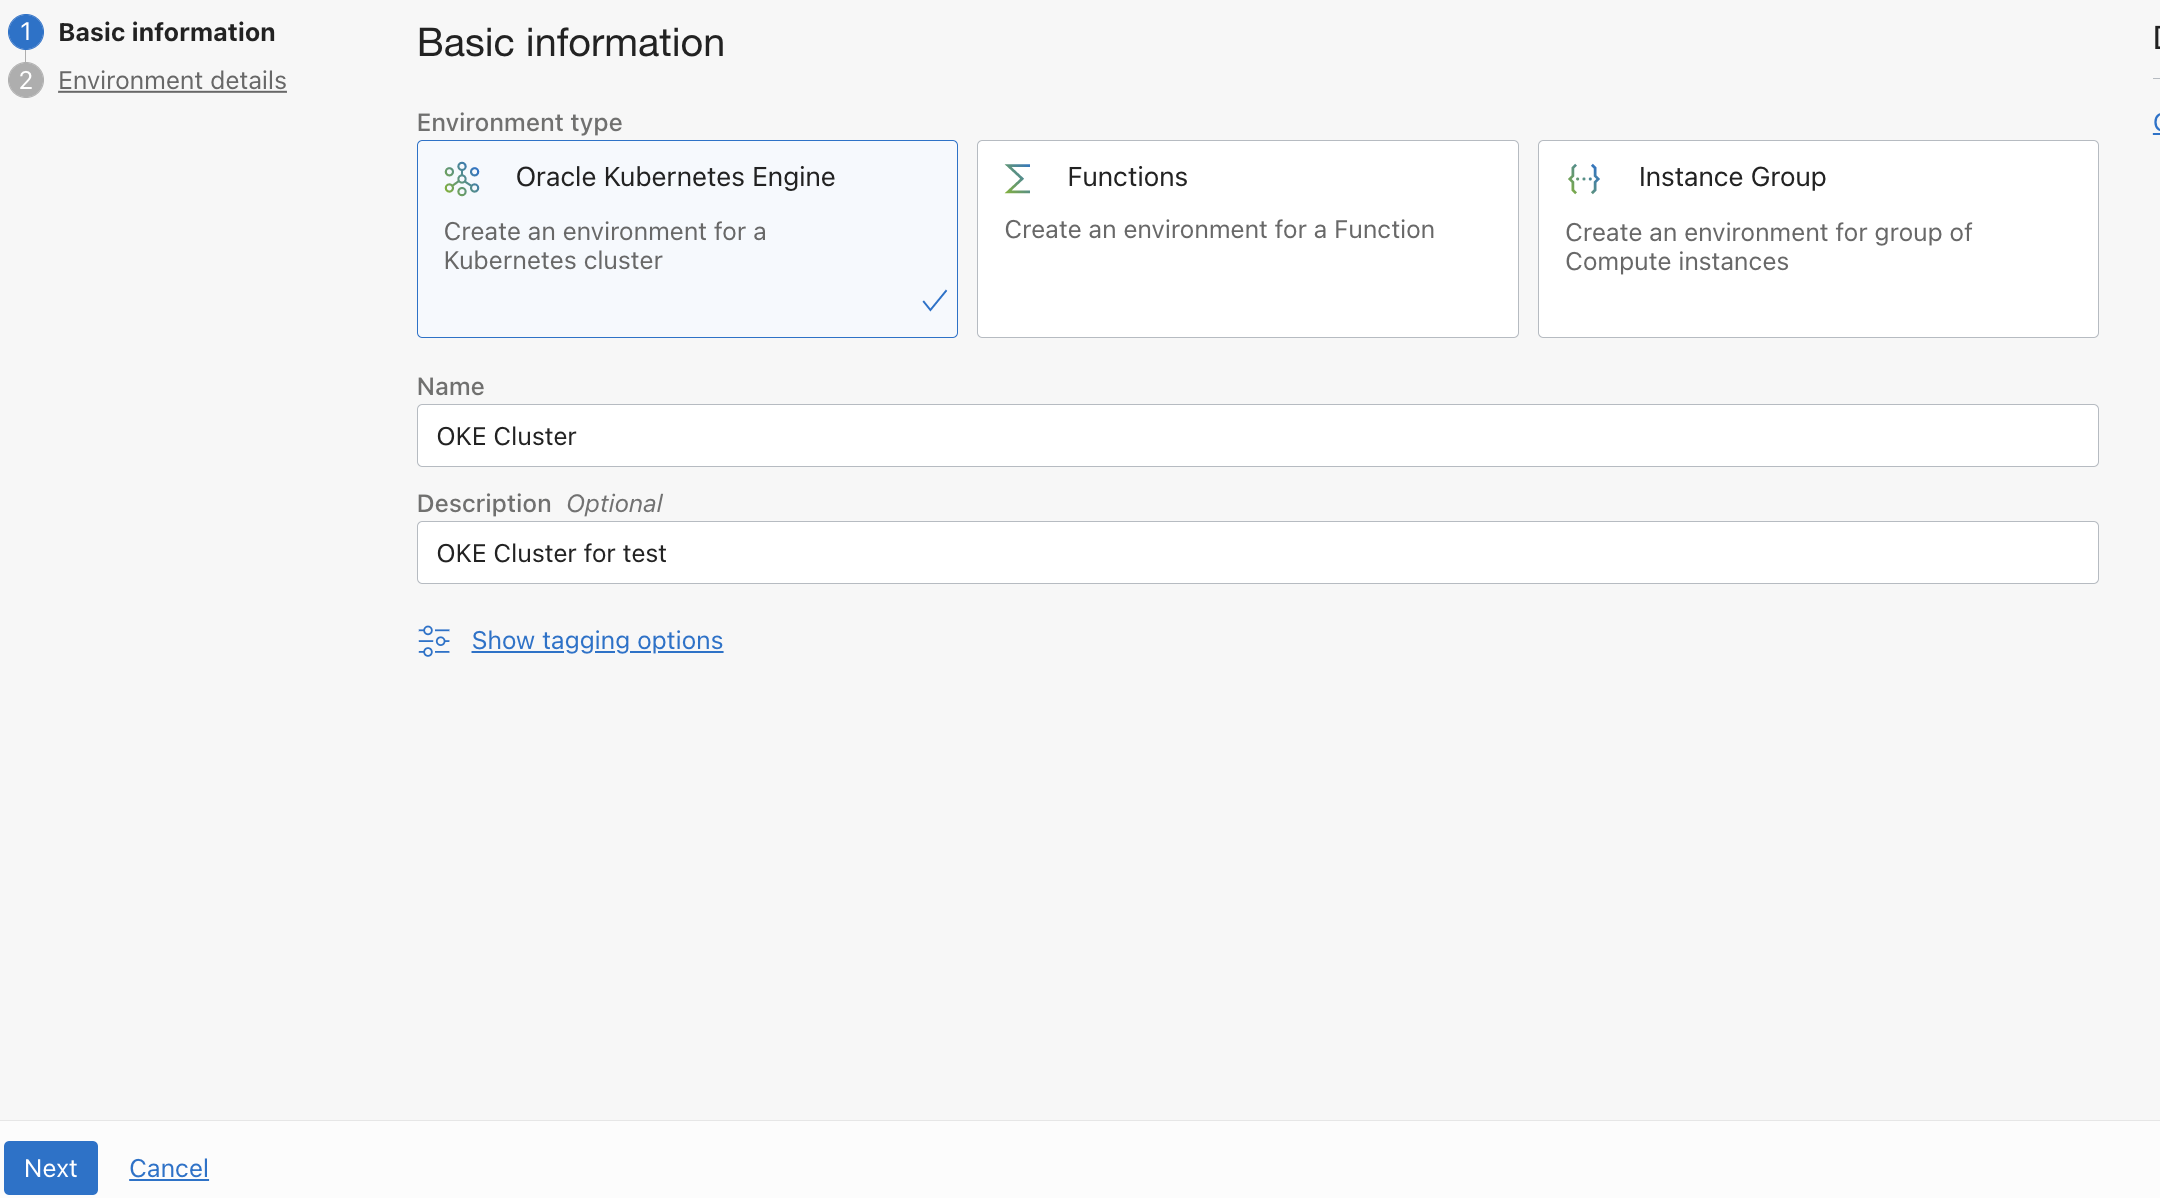 1 Basic information
2 Environment details
Basic information
Environment type
Oracle Kubernetes Engine
Create an environment for a
Kubernetes cluster
Functions
Create an environment for a Function
Instance Group
Create an environment for group of
Compute instances
Name
OKE Cluster
Description Optional
OKE Cluster for test
Show tagging options
Next Cancel